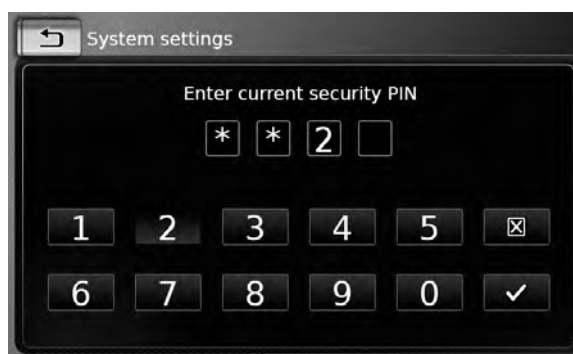 System settings
Enter current security PIN
* * 2
1 2 3 4 5
6 7 8 9 0